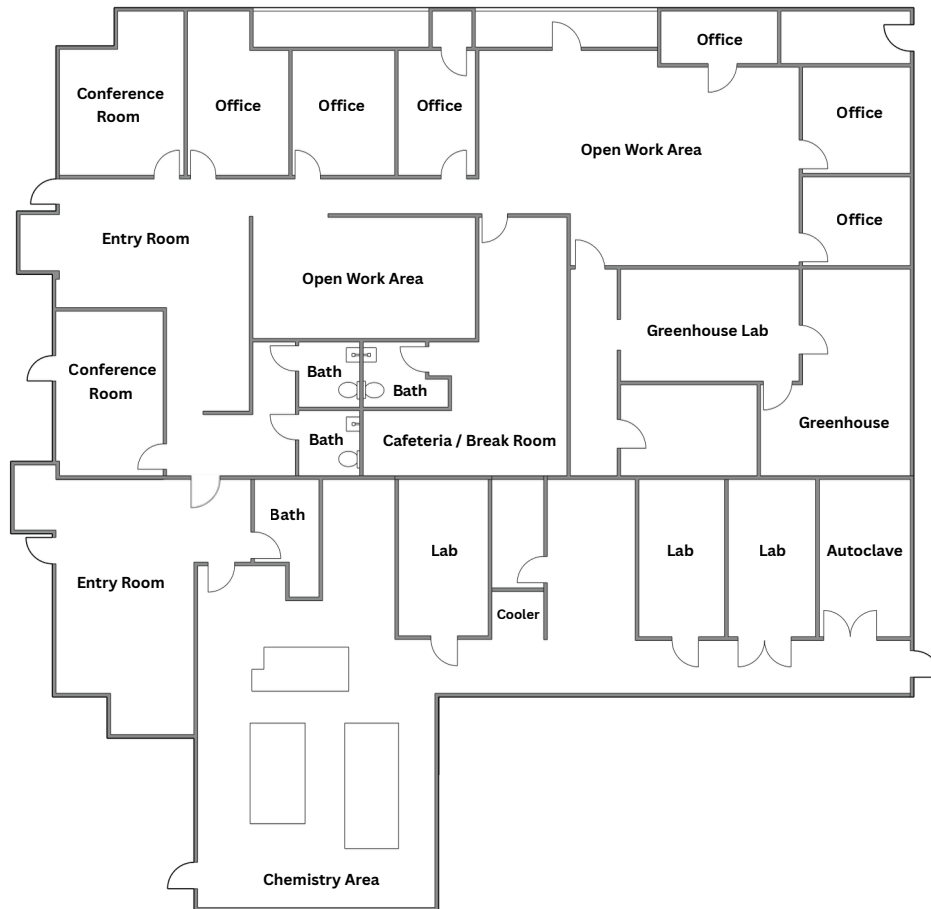 Office
Conference
Room
Office
Office
Office
Office
Open Work Area
Office
Entry Room
Open Work Area
Greenhouse Lab
Conference
Room
Bath
Bath
Bath
Cafeteria / Break Room
Greenhouse
Bath
Lab
Lab
Lab
Autoclave
Entry Room
Cooler
Chemistry Area